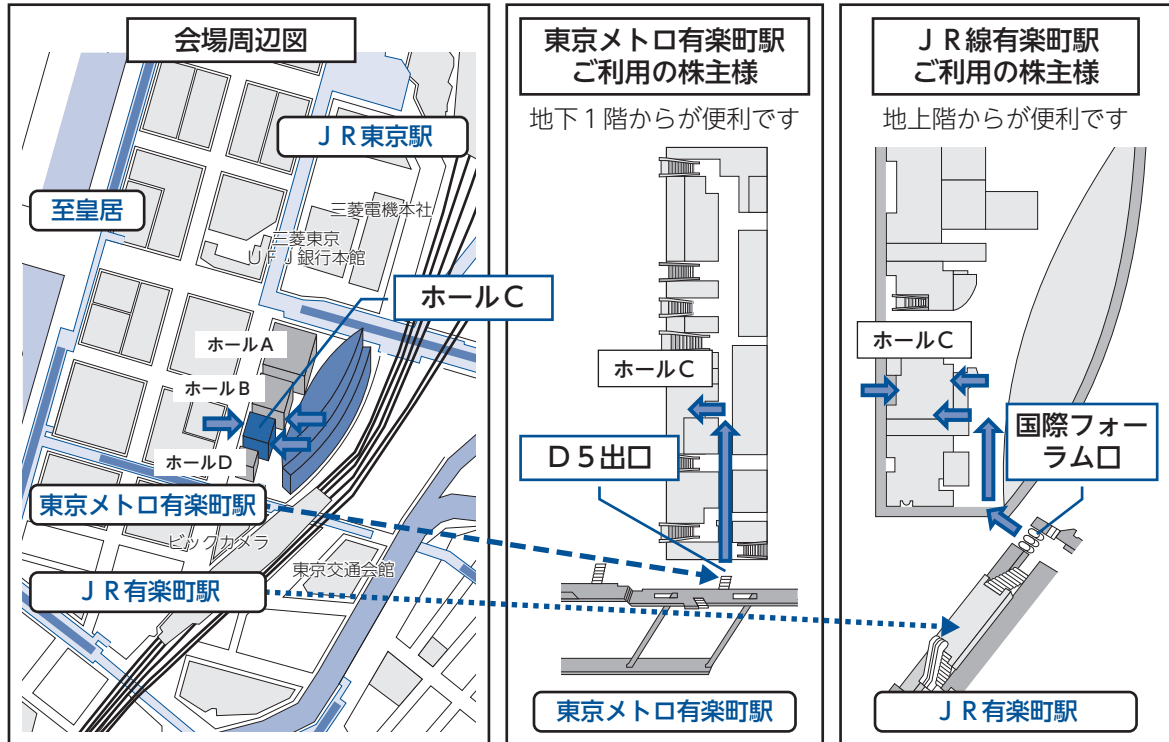 会場周辺図
ＪＲ東京駅
至皇居
三菱電機本社
三菱東京
ＵＦＪ銀行本館
ホールＣ
ホールＡ
ホールＢ
ホールＤ
東京メトロ有楽町駅
ビックカメラ
東京交通会館
ＪＲ有楽町駅
東京メトロ有楽町駅
ご利用の株主様
地下１階からが便利です
ホールＣ
Ｄ５出口
東京メトロ有楽町駅
ＪＲ線有楽町駅
ご利用の株主様
地上階からが便利です
ホールＣ
国際フォー
ラム口
ＪＲ有楽町駅